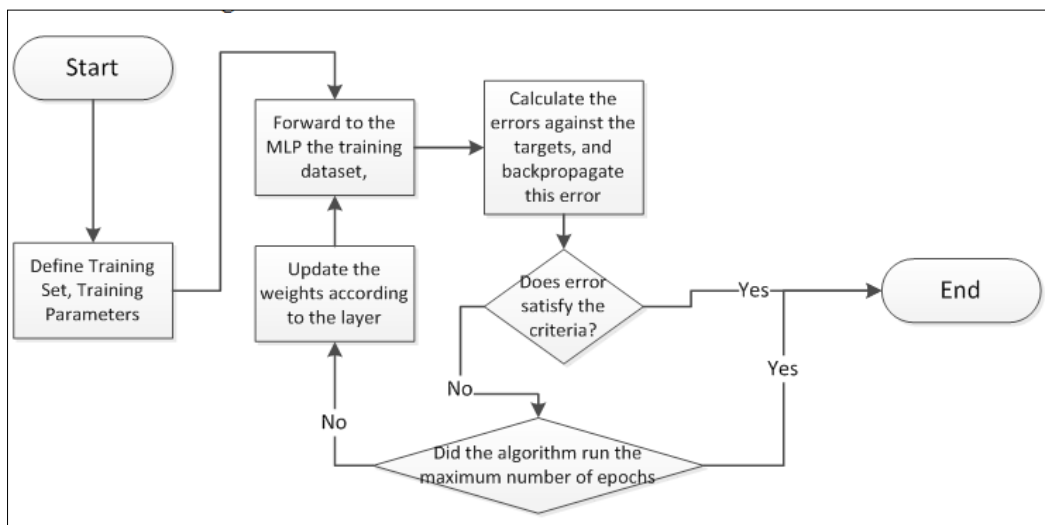 Start
Define Training
Set, Training
Parameters
Forward to the
MLP the training
dataset,
Calculate the
errors against the
targets, and
backpropagate
this error
Update the
weights according
to the layer
Does error
satisfy the
criteria?
Yes
End
Yes
No
No
Did the algorithm run the
maximum number of epochs